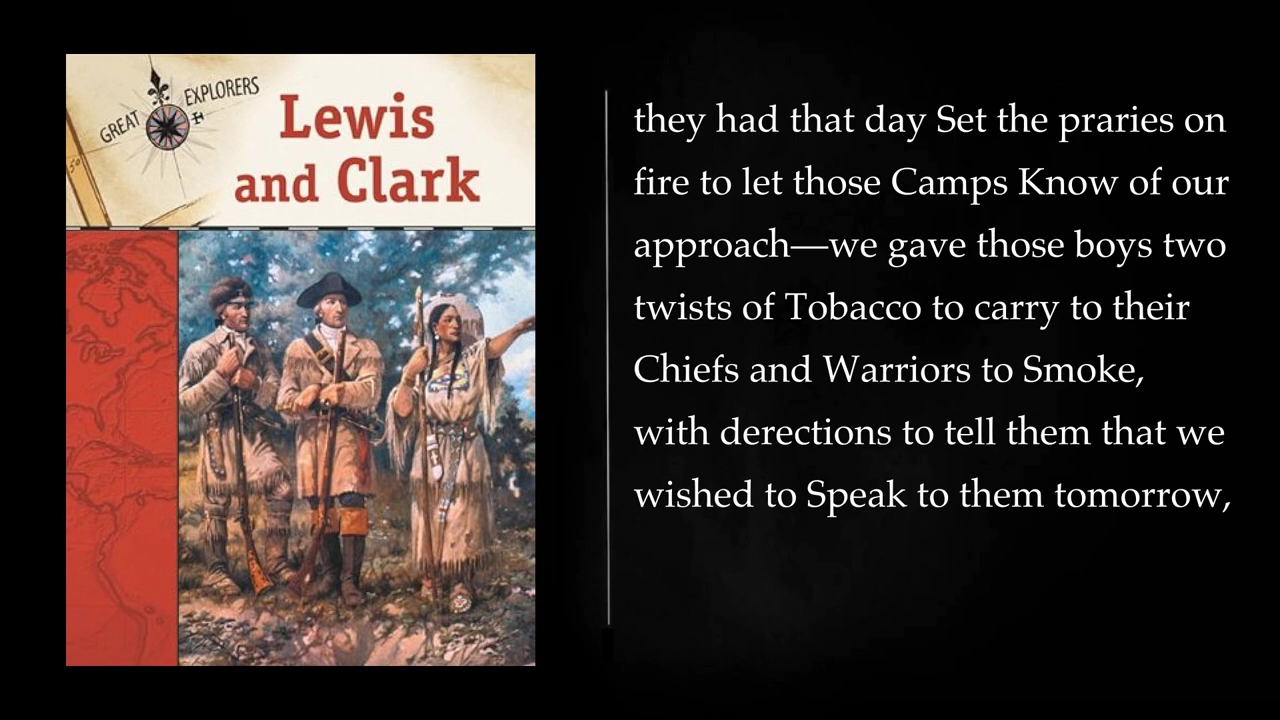 GREAT EXPLORERS
Lewis
and Clark
50
they had that day Set the praries on
fire to let those Camps Know of our
approach—we gave those boys two
twists of Tobacco to carry to their
Chiefs and Warriors to Smoke,
with derections to tell them that we
wished to Speak to them tomorrow,